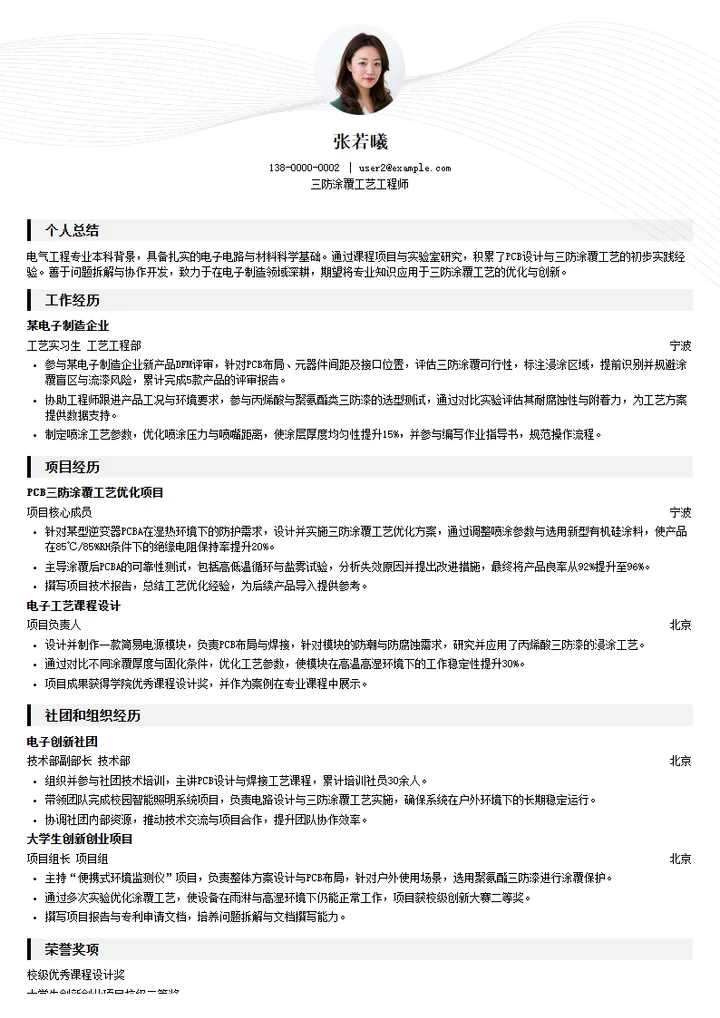 张若曦
138-0000-0002 | user2@example.com
三防涂覆工艺工程师
个人总结
电气工程专业本科背景，具备扎实的电子电路与材料科学基础。通过课程项目与实验室研究，积累了PCB设计与三防涂覆工艺的初步实践经
验。善于问题拆解与协作开发，致力于在电子制造领域深耕，期望将专业知识应用于三防涂覆工艺的优化与创新。
工作经历
某电子制造企业
工艺实习生 工艺工程部 宁波
• 参与某电子制造企业新产品DFM评审，针对PCB布局、元器件间距及接口位置，评估三防涂覆可行性，标注浸涂区域，提前识别并规避涂
覆盲区与流漆风险，累计完成5款产品的评审报告。
• 协助工程师跟进产品工况与环境要求，参与丙烯酸与聚氨酯类三防漆的选型测试，通过对比实验评估其耐腐蚀性与附着力，为工艺方案
提供数据支持。
• 制定喷涂工艺参数，优化喷涂压力与喷嘴距离，使涂层厚度均匀性提升15%，并参与编写作业指导书，规范操作流程。
项目经历
PCB三防涂覆工艺优化项目
项目核心成员 宁波
• 针对某型逆变器PCBA在湿热环境下的防护需求，设计并实施三防涂覆工艺优化方案，通过调整喷涂参数与选用新型有机硅涂料，使产品
在85℃/85%RH条件下的绝缘电阻保持率提升20%。
• 主导涂覆后PCBA的可靠性测试，包括高低温循环与盐雾试验，分析失效原因并提出改进措施，最终将产品良率从92%提升至96%。
• 撰写项目技术报告，总结工艺优化经验，为后续产品导入提供参考。
电子工艺课程设计
项目负责人 北京
• 设计并制作一款简易电源模块，负责PCB布局与焊接，针对模块的防潮与防腐蚀需求，研究并应用了丙烯酸三防漆的浸涂工艺。
• 通过对比不同涂覆厚度与固化条件，优化工艺参数，使模块在高温高湿环境下的工作稳定性提升30%。
• 项目成果获得学院优秀课程设计奖，并作为案例在专业课程中展示。
社团和组织经历
电子创新社团
技术部副部长 技术部 北京
• 组织并参与社团技术培训，主讲PCB设计与焊接工艺课程，累计培训社员30余人。
• 带领团队完成校园智能照明系统项目，负责电路设计与三防涂覆工艺实施，确保系统在户外环境下的长期稳定运行。
• 协调社团内部资源，推动技术交流与项目合作，提升团队协作效率。
大学生创新创业项目
项目组长 项目组 北京
• 主持“便携式环境监测仪”项目，负责整体方案设计与PCB布局，针对户外使用场景，选用聚氨酯三防漆进行涂覆保护。
• 通过多次实验优化涂覆工艺，使设备在雨淋与高湿环境下仍能正常工作，项目获校级创新大赛二等奖。
• 撰写项目报告与专利申请文档，培养问题拆解与文档撰写能力。
荣誉奖项
校级优秀课程设计奖
大学生创新创业项目校级二等奖